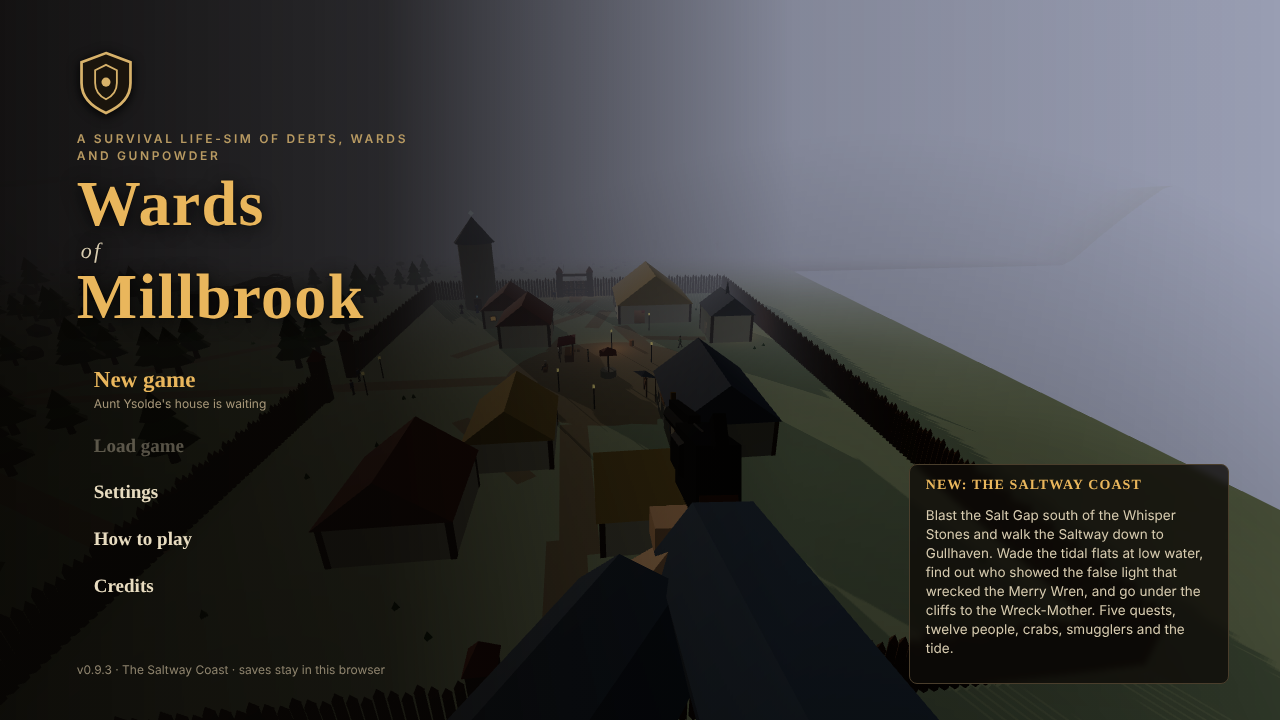 A SURVIVAL LIFE-SIM OF DEBTS, WARDS
AND GUNPOWDER
Wards
of
Millbrook
New game
Aunt Ysolde's house is waiting
Load game
Settings
How to play
Credits
v0.9.3 · The Saltway Coast · saves stay in this browser
NEW: THE SALTWAY COAST
Blast the Salt Gap south of the Whisper
Stones and walk the Saltway down to
Gullhaven. Wade the tidal flats at low water,
find out who showed the false light that
wrecked the Merry Wren, and go under the
cliffs to the Wreck-Mother. Five quests,
twelve people, crabs, smugglers and the
tide.